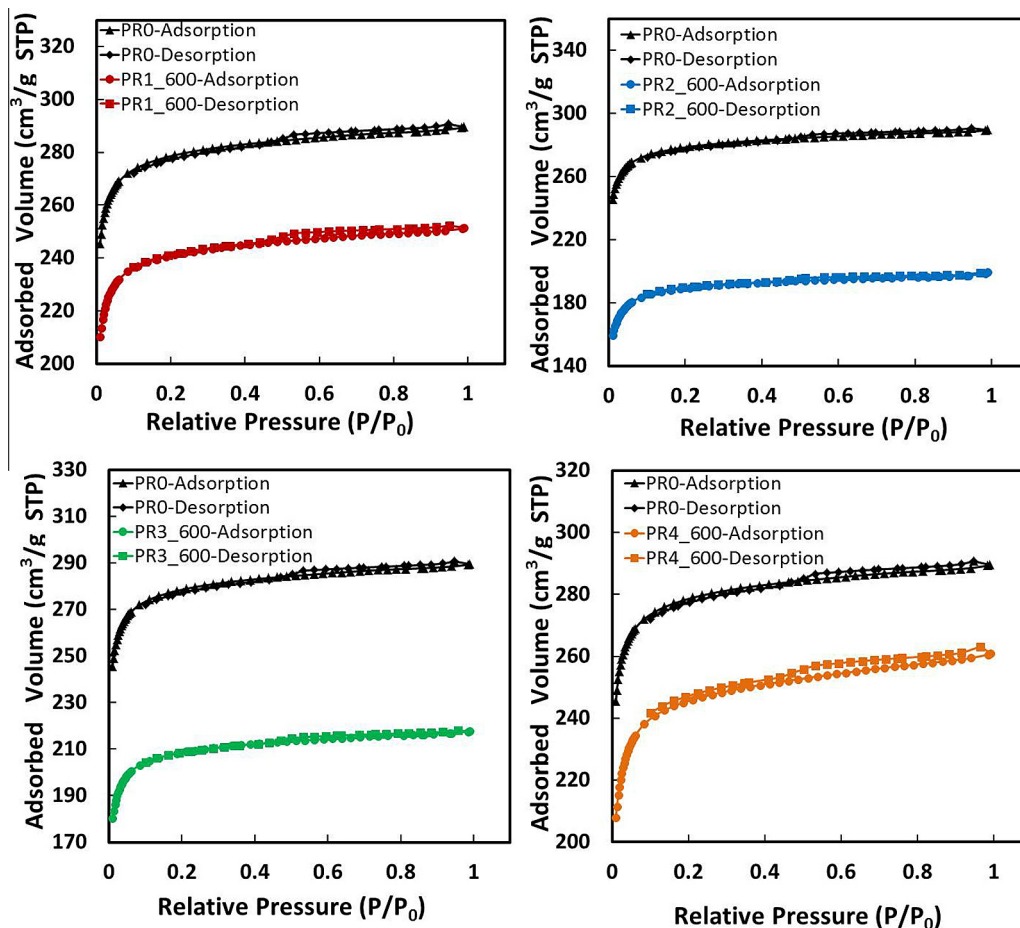 PR0-Adsorption
PR0-Desorption
PR1_600-Adsorption
PR1_600-Desorption
Adsorbed Volume (cm³/g STP)
320
300
280
260
240
220
200
0 0.2 0.4 0.6 0.8 1
Relative Pressure (P/P₀)
PR0-Adsorption
PR0-Desorption
PR2_600-Adsorption
PR2_600-Desorption
Adsorbed Volume (cm³/g STP)
340
300
260
220
180
140
0 0.2 0.4 0.6 0.8 1
Relative Pressure (P/P₀)
PR0-Adsorption
PR0-Desorption
PR3_600-Adsorption
PR3_600-Desorption
Adsorbed Volume (cm³/g STP)
330
310
290
270
250
230
210
190
170
0 0.2 0.4 0.6 0.8 1
Relative Pressure (P/P₀)
PR0-Adsorption
PR0-Desorption
PR4_600-Adsorption
PR4_600-Desorption
Adsorbed Volume (cm³/g STP)
320
300
280
260
240
220
200
0 0.2 0.4 0.6 0.8 1
Relative Pressure (P/P₀)